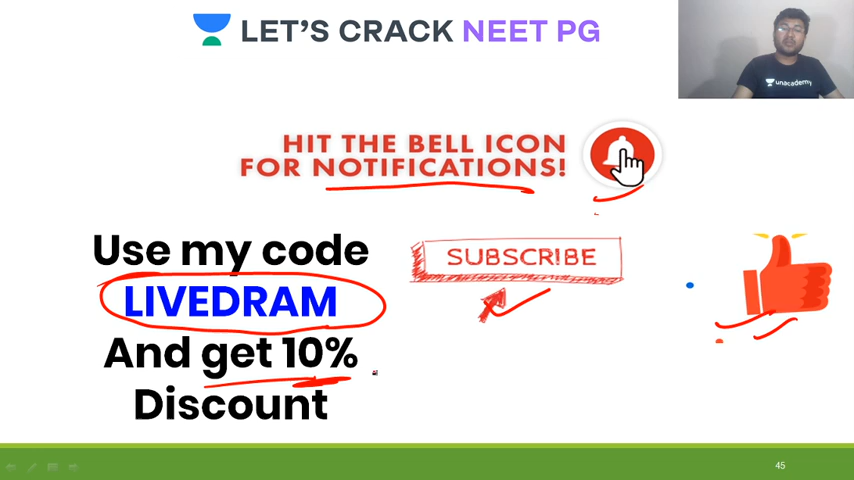 LET'S CRACK NEET PG
unacademy
HIT THE BELL ICON
FOR NOTIFICATIONS!
Use my code
LIVEDRAM
And get 10%
Discount
SUBSCRIBE
45